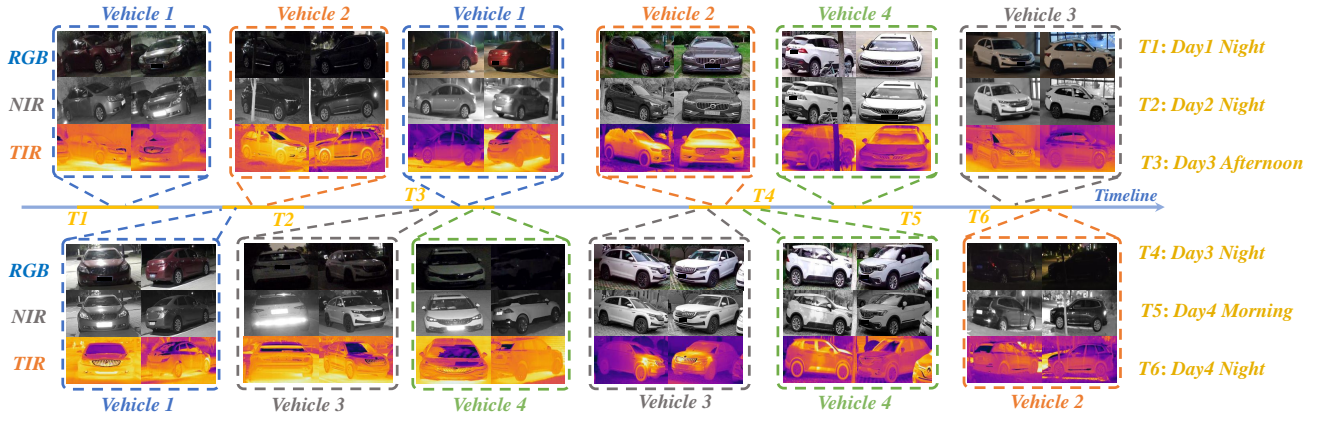 Vehicle 1
Vehicle 2
Vehicle 1
Vehicle 2
Vehicle 4
Vehicle 3
RGB
NIR
TIR
T1: Day1 Night
T2: Day2 Night
T3: Day3 Afternoon
T1
T2
T3
T4
T5
T6
Timeline
RGB
NIR
TIR
T4: Day3 Night
T5: Day4 Morning
T6: Day4 Night
Vehicle 1
Vehicle 3
Vehicle 4
Vehicle 3
Vehicle 4
Vehicle 2